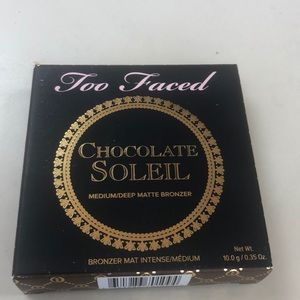 Too Faced
CHOCOLATE
SOLEIL
MEDIUM/DEEP MATTE BRONZER
Net Wt.
10.0 g / 0.35 Oz.
BRONZER MAT INTENSE/MÉDIUM